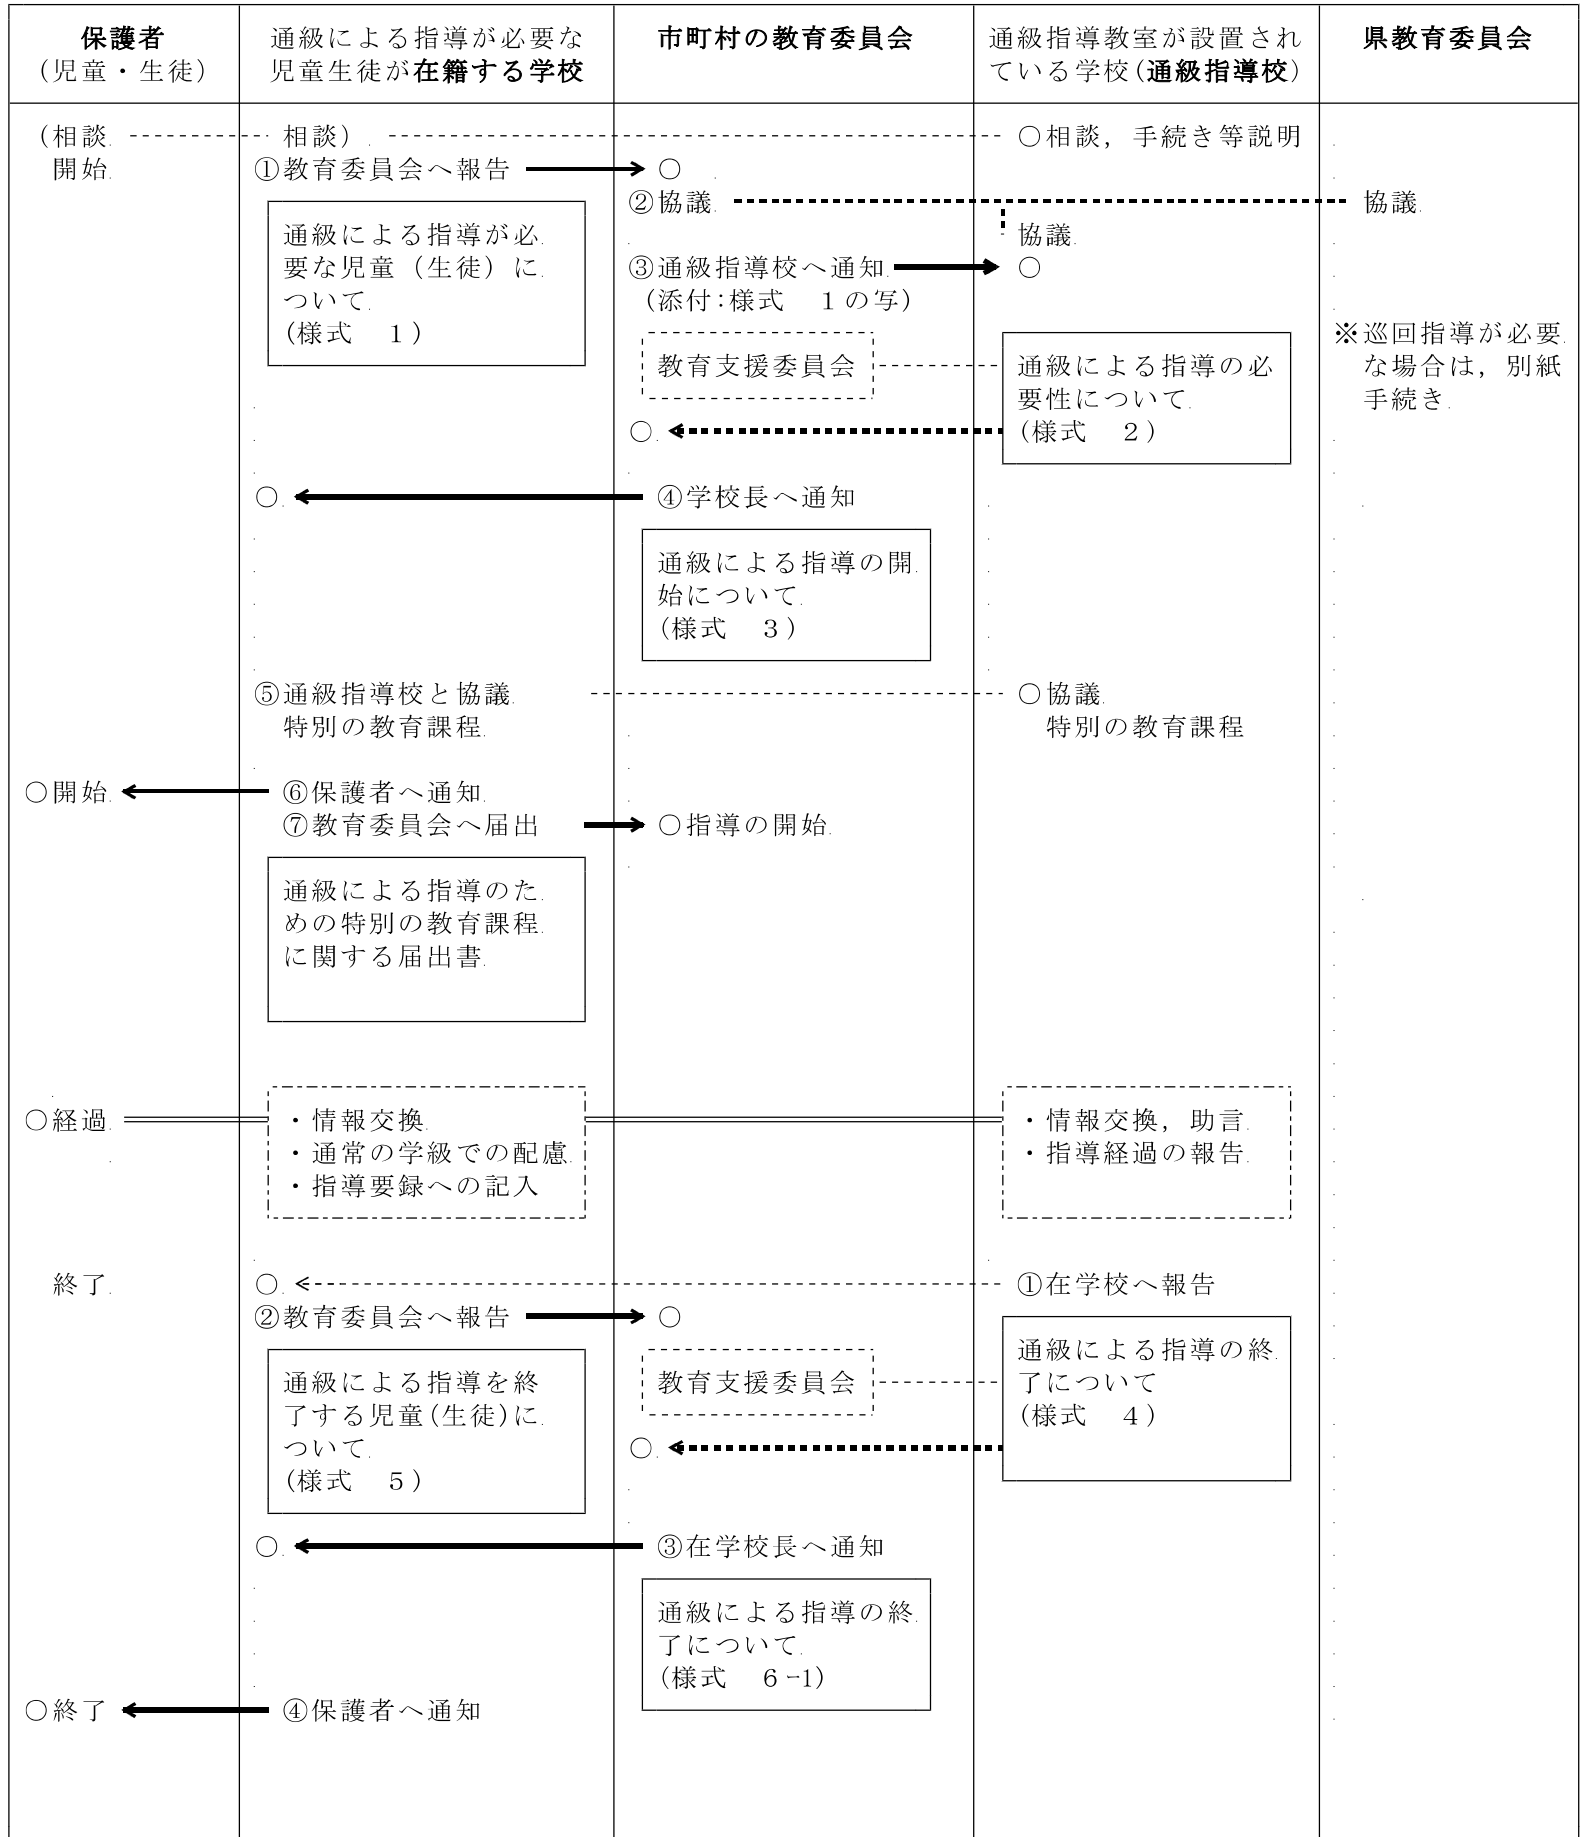 保護者
（児童・生徒）
通級による指導が必要な
児童生徒が在籍する学校
市町村の教育委員会
通級指導教室が設置され
ている学校(通級指導校)
県教育委員会
(相談
相談)
○相談，手続き等説明
開始
①教育委員会へ報告
○
②協議
協議
協議
通級による指導が必
要な児童（生徒）に
ついて
(様式　１)
③通級指導校へ通知
○
(添付:様式　１の写)
※巡回指導が必要
な場合は，別紙
手続き
教育支援委員会
通級による指導の必
要性について
(様式　２)
○
○
④学校長へ通知
通級による指導の開
始について
(様式　３)
⑤通級指導校と協議
特別の教育課程
○協議
特別の教育課程
○開始
⑥保護者へ通知
⑦教育委員会へ届出
○指導の開始
通級による指導のた
めの特別の教育課程
に関する届出書
○経過
・情報交換
・通常の学級での配慮
・指導要録への記入
・情報交換，助言
・指導経過の報告
終了
○
①在学校へ報告
②教育委員会へ報告
○
通級による指導の終
了について
(様式　４)
通級による指導を終
了する児童(生徒)に
ついて
(様式　５)
教育支援委員会
○
○
③在学校長へ通知
通級による指導の終
了について
(様式　６-1)
○終了
④保護者へ通知